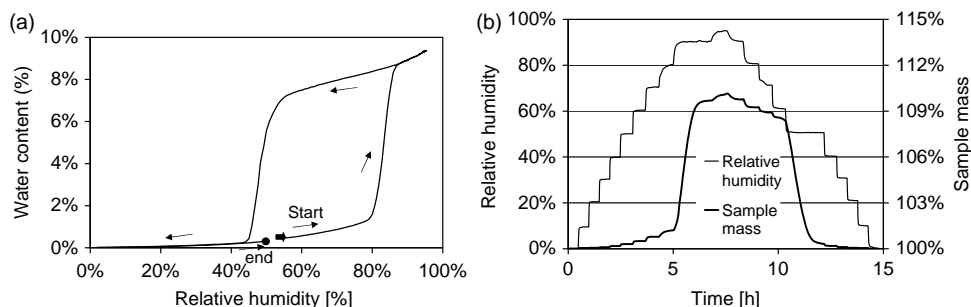 (a)
10%
8%
6%
4%
2%
0%
Water content (%)
Start
end
0% 20% 40% 60% 80% 100%
Relative humidity [%]
(b)
100%
80%
60%
40%
20%
0%
Relative humidity
115%
112%
109%
106%
103%
100%
Sample mass
Relative
humidity
Sample
mass
0 5 10 15
Time [h]